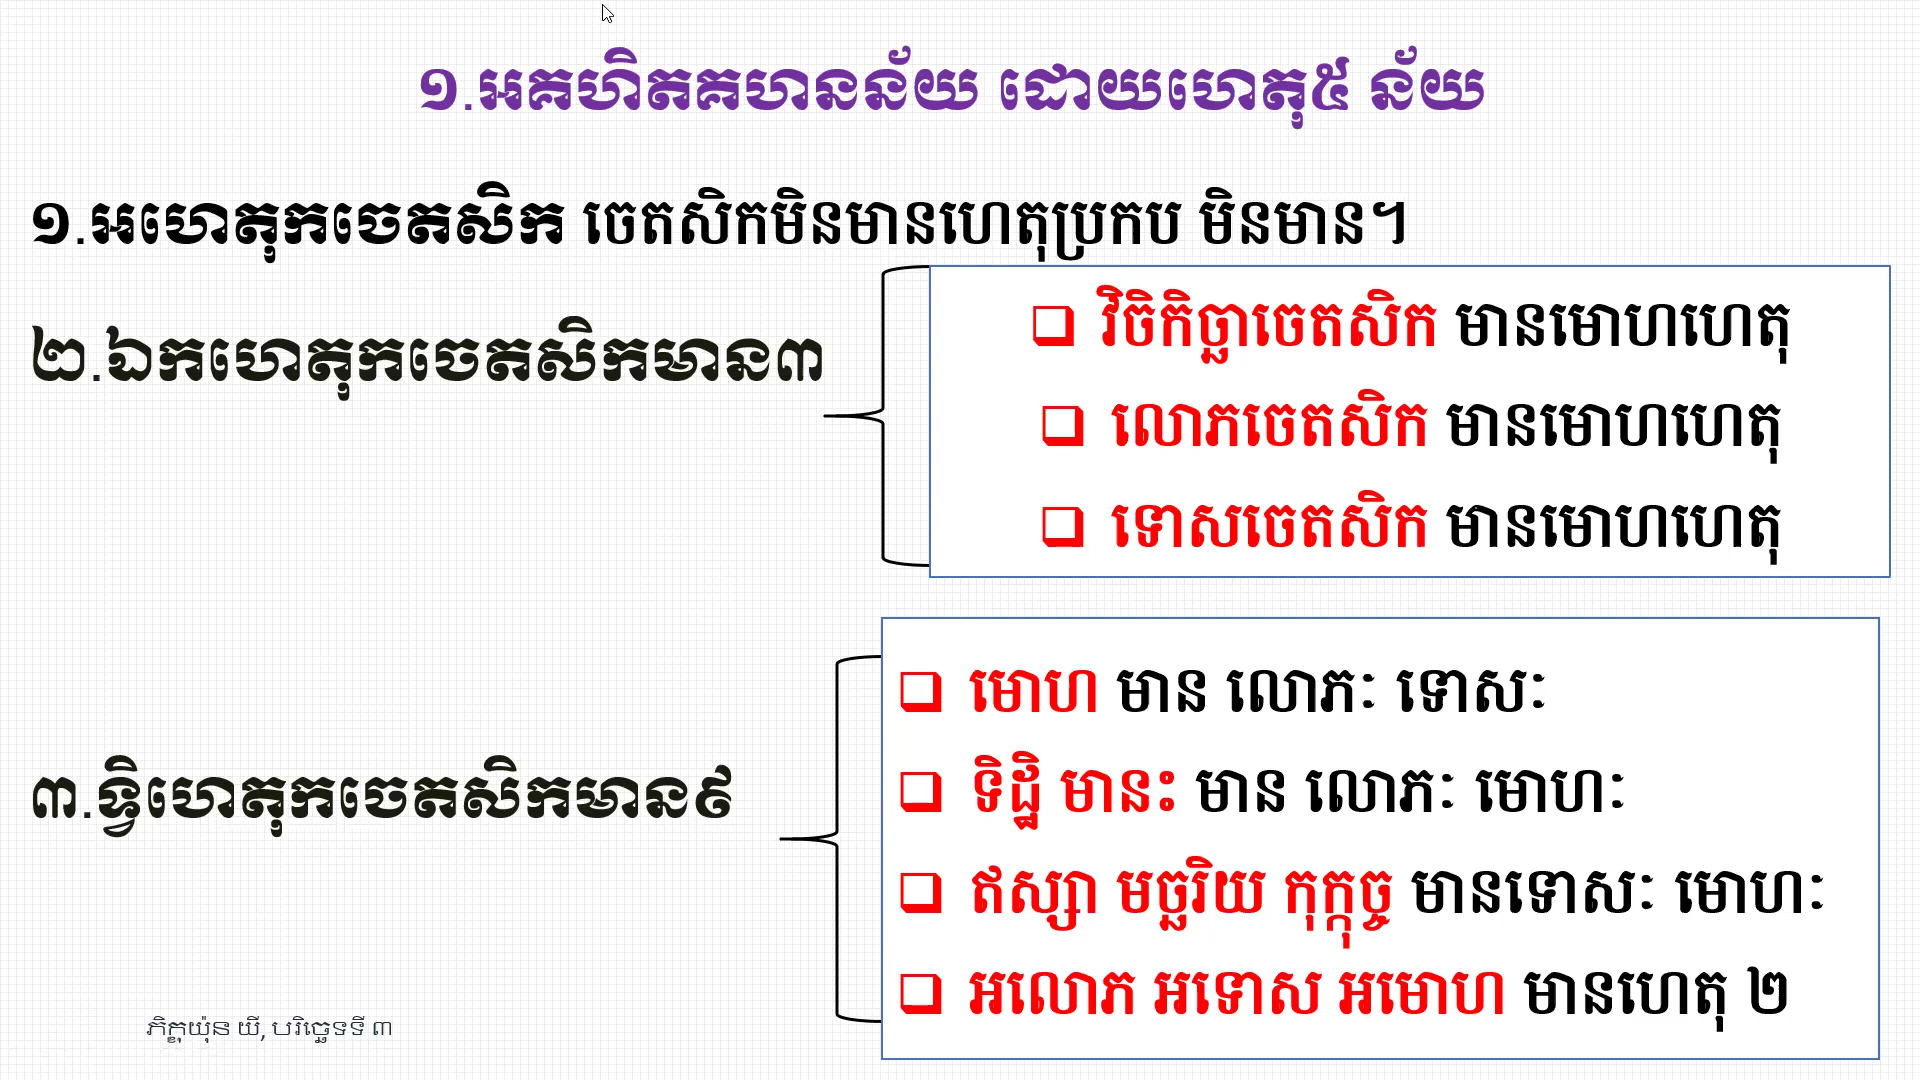 ១.អគហិតគហនន័យ ដោយហេតុ៥ ន័យ
១.អហេតុកចេតសិក ចេតសិកមិនមានហេតុប្រកប មិនមាន។
២.ឯកហេតុកចេតសិកមាន៣
❑ វិចិកិច្ឆាចេតសិក មានមោហហេតុ
❑ លោភចេតសិក មានមោហហេតុ
❑ ទោសចេតសិក មានមោហហេតុ
៣.ទ្វិហេតុកចេតសិកមាន៩
❑ មោហ មាន លោភៈ ទោសៈ
❑ ទិដ្ឋិ មានះ មាន លោភៈ មោហៈ
❑ ឥស្សា មច្ឆរិយ កុក្កុច្ច មានទោសៈ មោហៈ
❑ អលោភ អទោស អមោហ មានហេតុ ២
ភិក្ខុយ៉ុន យី, បរិច្ឆេទទី ៣